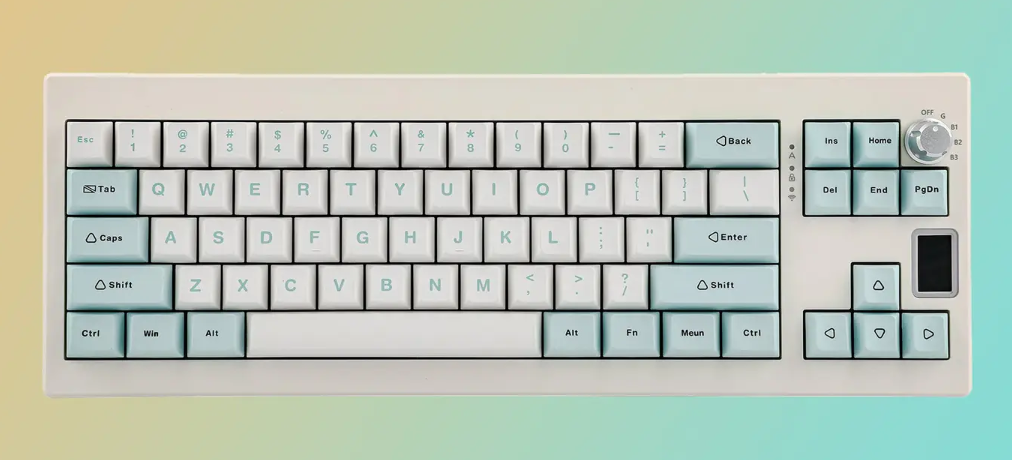 OFF G
Esc ! 1 @ 2 # 3 $ 4 % 5 ^ 6 & 7 * 8 ( 9 ) 0 — - + = Back Ins Home B1
A B2
B3
Tab Q W E R T Y U I O P { [ } ] | \ Del End PgDn
Caps A S D F G H J K L : ; " ' Enter
Shift Z X C V B N M < , > . ? / Shift
Ctrl Win Alt Alt Fn Meun Ctrl